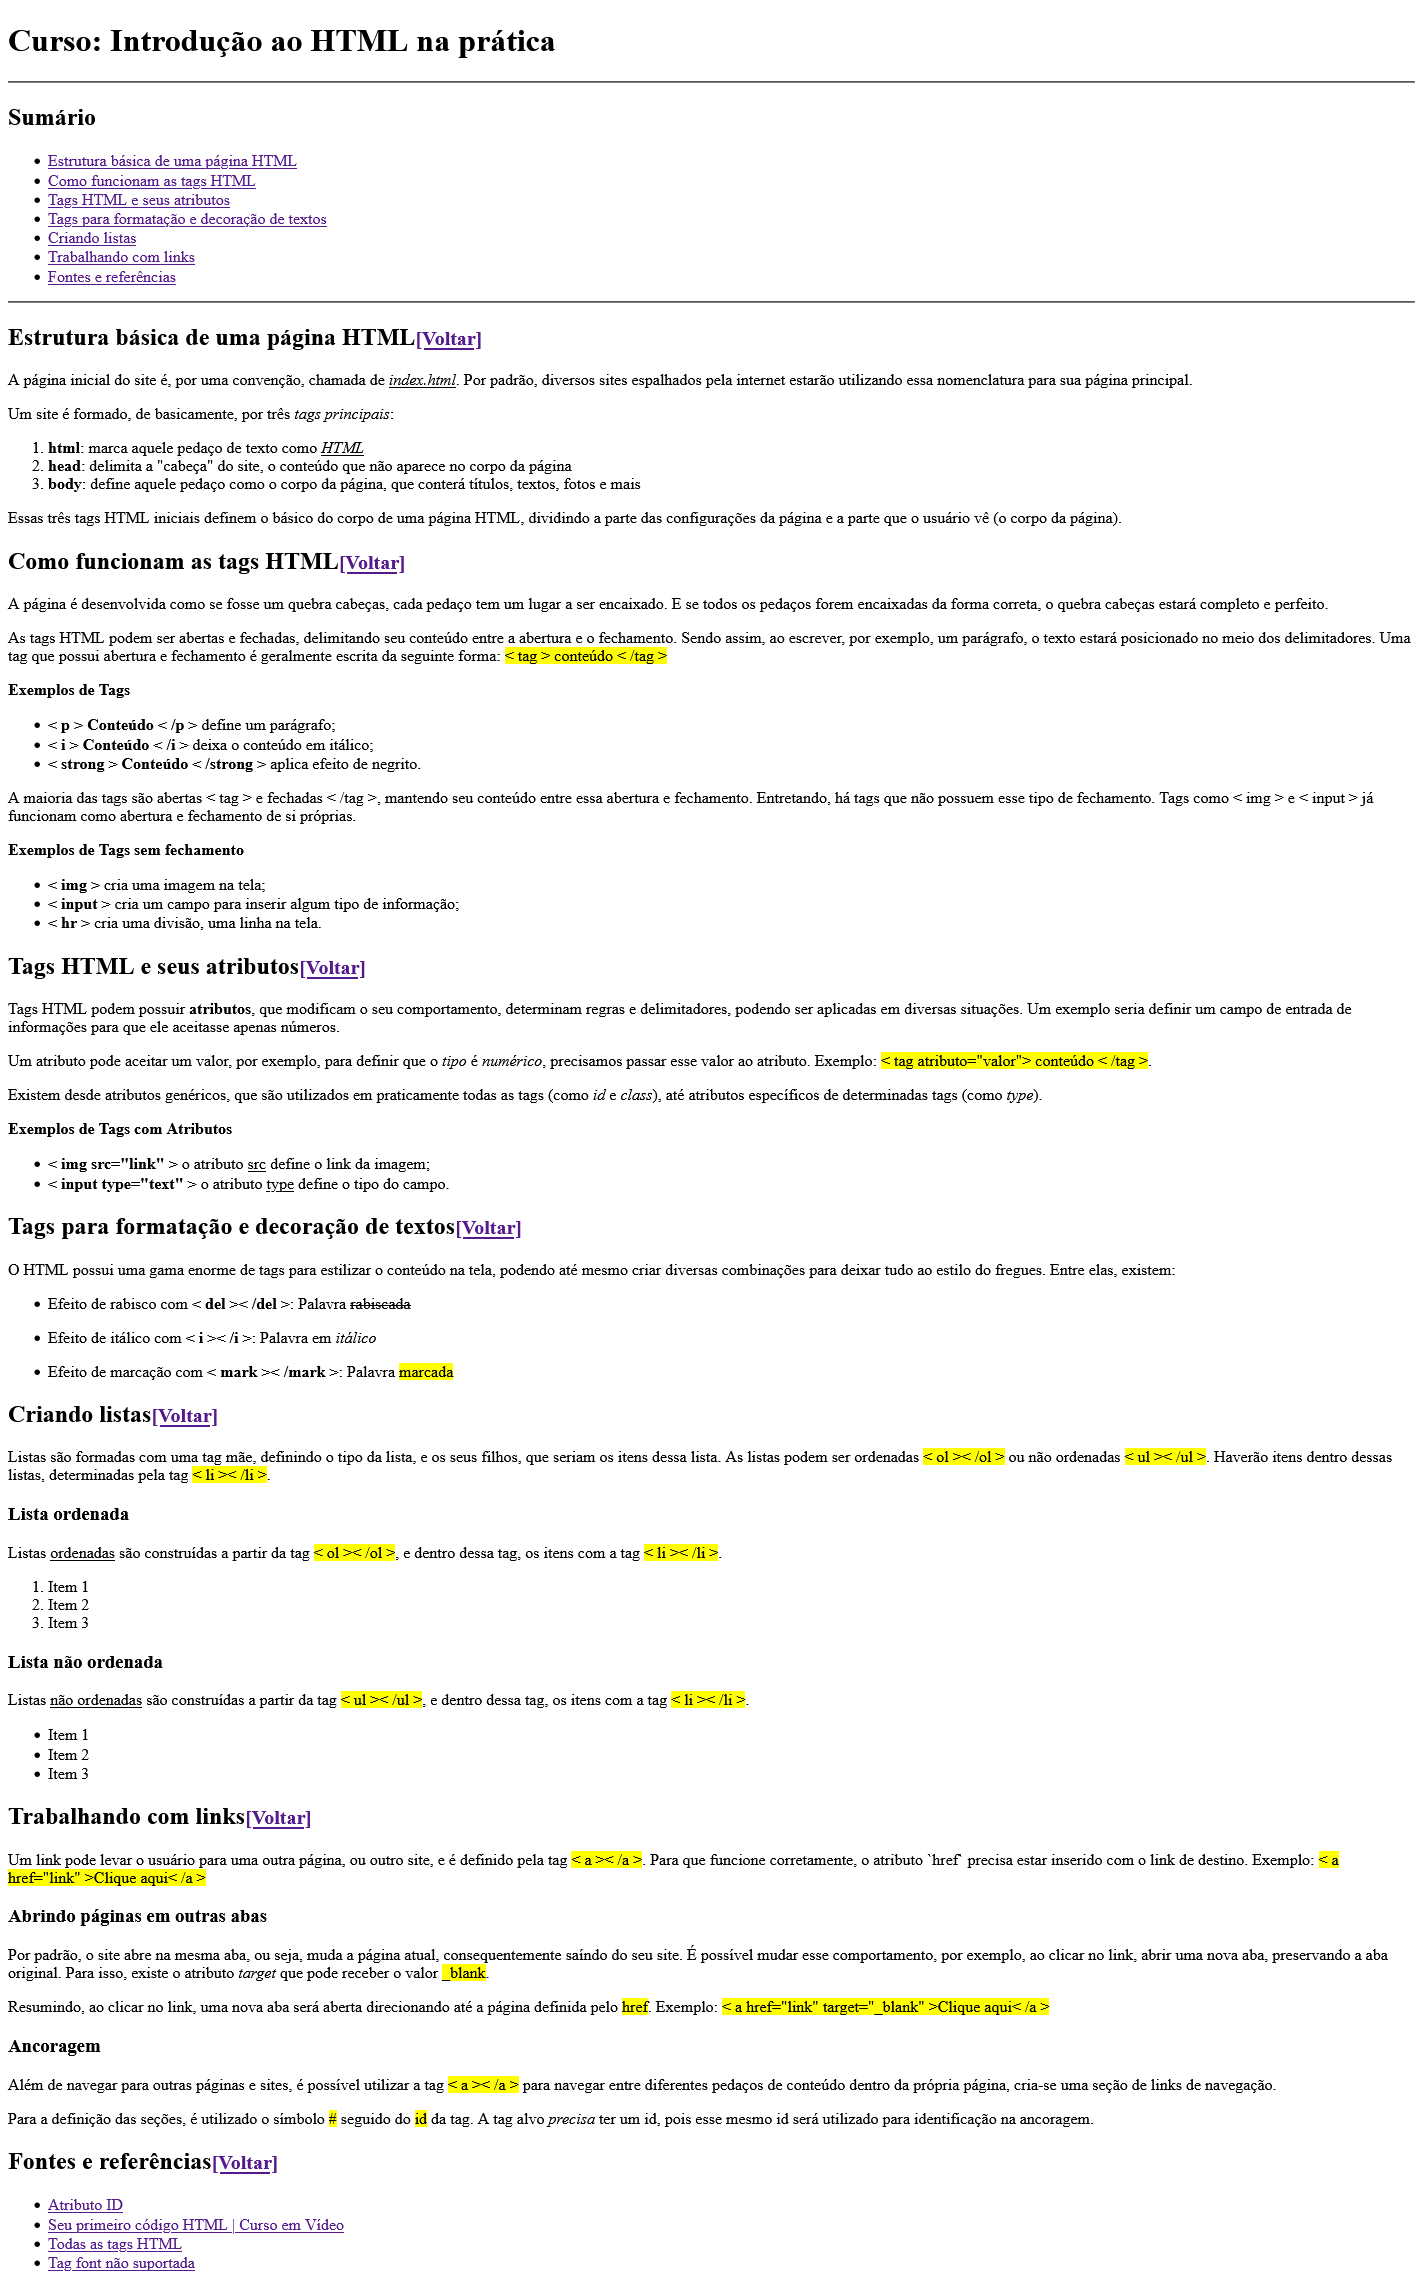 Curso: Introdução ao HTML na prática
Sumário
Estrutura básica de uma página HTML
Como funcionam as tags HTML
Tags HTML e seus atributos
Tags para formatação e decoração de textos
Criando listas
Trabalhando com links
Fontes e referências
Estrutura básica de uma página HTML[Voltar]
A página inicial do site é, por uma convenção, chamada de index.html. Por padrão, diversos sites espalhados pela internet estarão utilizando essa nomenclatura para sua página principal.
Um site é formado, de basicamente, por três tags principais:
1. html: marca aquele pedaço de texto como HTML
2. head: delimita a "cabeça" do site, o conteúdo que não aparece no corpo da página
3. body: define aquele pedaço como o corpo da página, que conterá títulos, textos, fotos e mais
Essas três tags HTML iniciais definem o básico do corpo de uma página HTML, dividindo a parte das configurações da página e a parte que o usuário vê (o corpo da página).
Como funcionam as tags HTML[Voltar]
A página é desenvolvida como se fosse um quebra cabeças, cada pedaço tem um lugar a ser encaixado. E se todos os pedaços forem encaixadas da forma correta, o quebra cabeças estará completo e perfeito.
As tags HTML podem ser abertas e fechadas, delimitando seu conteúdo entre a abertura e o fechamento. Sendo assim, ao escrever, por exemplo, um parágrafo, o texto estará posicionado no meio dos delimitadores. Uma
tag que possui abertura e fechamento é geralmente escrita da seguinte forma: < tag > conteúdo < /tag >
Exemplos de Tags
< p > Conteúdo < /p > define um parágrafo;
< i > Conteúdo < /i > deixa o conteúdo em itálico;
< strong > Conteúdo < /strong > aplica efeito de negrito.
A maioria das tags são abertas < tag > e fechadas < /tag >, mantendo seu conteúdo entre essa abertura e fechamento. Entretando, há tags que não possuem esse tipo de fechamento. Tags como < img > e < input > já
funcionam como abertura e fechamento de si próprias.
Exemplos de Tags sem fechamento
< img > cria uma imagem na tela;
< input > cria um campo para inserir algum tipo de informação;
< hr > cria uma divisão, uma linha na tela.
Tags HTML e seus atributos[Voltar]
Tags HTML podem possuir atributos, que modificam o seu comportamento, determinam regras e delimitadores, podendo ser aplicadas em diversas situações. Um exemplo seria definir um campo de entrada de
informações para que ele aceitasse apenas números.
Um atributo pode aceitar um valor, por exemplo, para definir que o tipo é numérico, precisamos passar esse valor ao atributo. Exemplo: < tag atributo="valor"> conteúdo < /tag >.
Existem desde atributos genéricos, que são utilizados em praticamente todas as tags (como id e class), até atributos específicos de determinadas tags (como type).
Exemplos de Tags com Atributos
< img src="link" > o atributo src define o link da imagem;
< input type="text" > o atributo type define o tipo do campo.
Tags para formatação e decoração de textos[Voltar]
O HTML possui uma gama enorme de tags para estilizar o conteúdo na tela, podendo até mesmo criar diversas combinações para deixar tudo ao estilo do fregues. Entre elas, existem:
Efeito de rabisco com < del >< /del >: Palavra rabiscada
Efeito de itálico com < i >< /i >: Palavra em itálico
Efeito de marcação com < mark >< /mark >: Palavra marcada
Criando listas[Voltar]
Listas são formadas com uma tag mãe, definindo o tipo da lista, e os seus filhos, que seriam os itens dessa lista. As listas podem ser ordenadas < ol >< /ol > ou não ordenadas < ul >< /ul >. Haverão itens dentro dessas
listas, determinadas pela tag < li >< /li >.
Lista ordenada
Listas ordenadas são construídas a partir da tag < ol >< /ol >, e dentro dessa tag, os itens com a tag < li >< /li >.
1. Item 1
2. Item 2
3. Item 3
Lista não ordenada
Listas não ordenadas são construídas a partir da tag < ul >< /ul >, e dentro dessa tag, os itens com a tag < li >< /li >.
Item 1
Item 2
Item 3
Trabalhando com links[Voltar]
Um link pode levar o usuário para uma outra página, ou outro site, e é definido pela tag < a >< /a >. Para que funcione corretamente, o atributo `href` precisa estar inserido com o link de destino. Exemplo: < a
href="link" >Clique aqui< /a >
Abrindo páginas em outras abas
Por padrão, o site abre na mesma aba, ou seja, muda a página atual, consequentemente saíndo do seu site. É possível mudar esse comportamento, por exemplo, ao clicar no link, abrir uma nova aba, preservando a aba
original. Para isso, existe o atributo target que pode receber o valor _blank.
Resumindo, ao clicar no link, uma nova aba será aberta direcionando até a página definida pelo href. Exemplo: < a href="link" target="_blank" >Clique aqui< /a >
Ancoragem
Além de navegar para outras páginas e sites, é possível utilizar a tag < a >< /a > para navegar entre diferentes pedaços de conteúdo dentro da própria página, cria-se uma seção de links de navegação.
Para a definição das seções, é utilizado o símbolo # seguido do id da tag. A tag alvo precisa ter um id, pois esse mesmo id será utilizado para identificação na ancoragem.
Fontes e referências[Voltar]
Atributo ID
Seu primeiro código HTML | Curso em Vídeo
Todas as tags HTML
Tag font não suportada